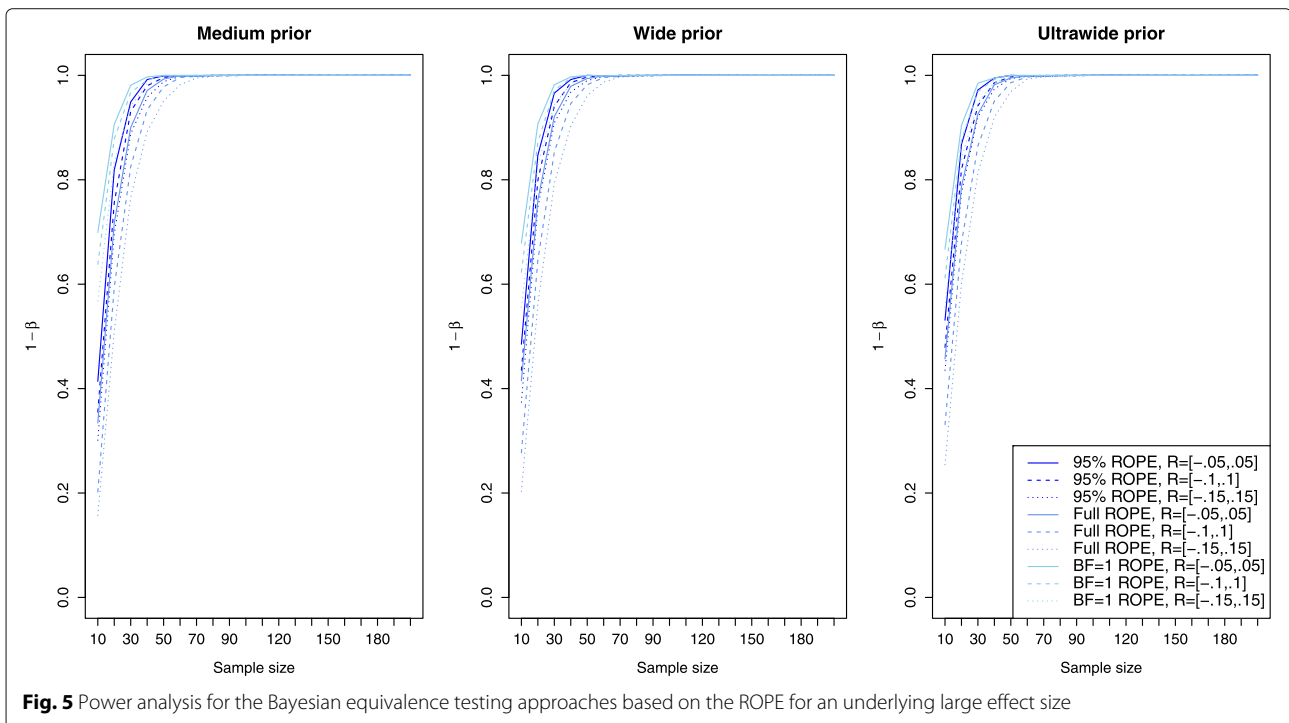 Medium prior
1 − β
1.0
0.8
0.6
0.4
0.2
0.0
10 30 50 70 90 120 150 180
Sample size
Wide prior
1 − β
1.0
0.8
0.6
0.4
0.2
0.0
10 30 50 70 90 120 150 180
Sample size
Ultrawide prior
1 − β
1.0
0.8
0.6
0.4
0.2
0.0
10 30 50 70 90 120 150 180
Sample size
95% ROPE, R=[−.05,.05]
95% ROPE, R=[−.1,.1]
95% ROPE, R=[−.15,.15]
Full ROPE, R=[−.05,.05]
Full ROPE, R=[−.1,.1]
Full ROPE, R=[−.15,.15]
BF=1 ROPE, R=[−.05,.05]
BF=1 ROPE, R=[−.1,.1]
BF=1 ROPE, R=[−.15,.15]
Fig. 5 Power analysis for the Bayesian equivalence testing approaches based on the ROPE for an underlying large effect size